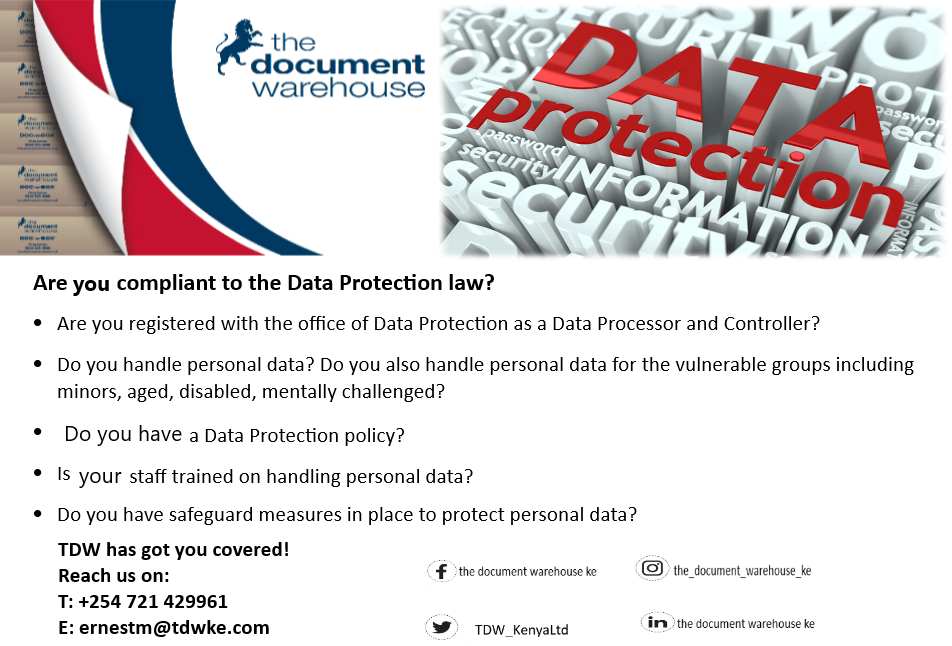 the
document
warehouse
DATA
protection
SECURITY
password
security
INFORMATION
security
Are you compliant to the Data Protection law?
• Are you registered with the office of Data Protection as a Data Processor and Controller?
• Do you handle personal data? Do you also handle personal data for the vulnerable groups including
minors, aged, disabled, mentally challenged?
• Do you have a Data Protection policy?
• Is your staff trained on handling personal data?
• Do you have safeguard measures in place to protect personal data?
TDW has got you covered!
Reach us on:
T: +254 721 429961
E: ernestm@tdwke.com
the document warehouse ke
the_document_warehouse_ke
TDW_KenyaLtd
the document warehouse ke